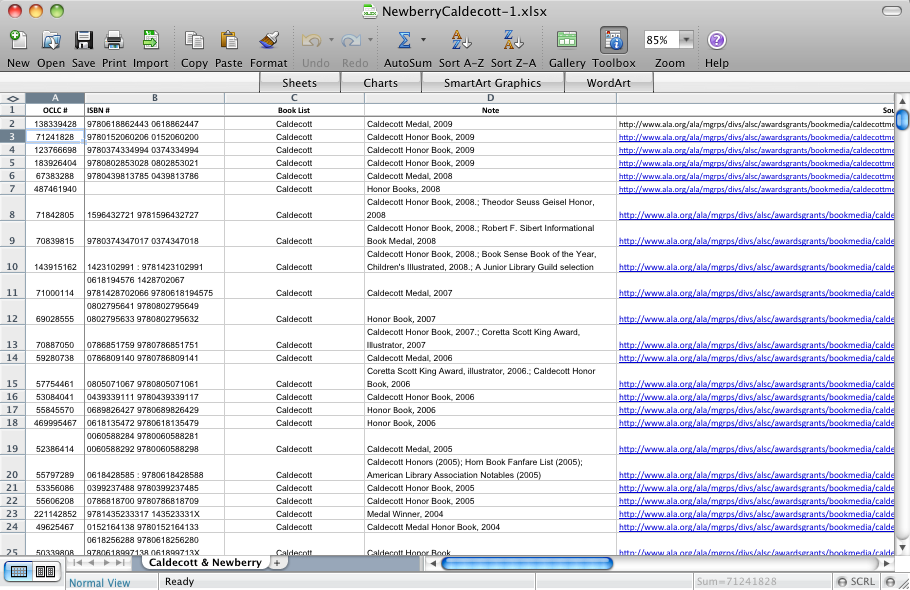 NewberryCaldecott-1.xlsx
New Open Save Print Import Copy Paste Format Undo Redo AutoSum Sort A-Z Sort Z-A Gallery Toolbox 85% Zoom Help
Sheets Charts SmartArt Graphics WordArt
A B C D
1 OCLC # ISBN # Book List Note Sou
2 138339428 9780618862443 0618862447 Caldecott Caldecott Medal, 2009 http://www.ala.org/ala/mgrps/divs/alsc/awardsgrants/bookmedia/caldecottme
3 71241828 9780152060206 0152060200 Caldecott Caldecott Honor Book, 2009 http://www.ala.org/ala/mgrps/divs/alsc/awardsgrants/bookmedia/caldecottme
4 123766698 9780374334994 0374334994 Caldecott Caldecott Honor Book, 2009 http://www.ala.org/ala/mgrps/divs/alsc/awardsgrants/bookmedia/caldecottme
5 183926404 9780802853028 0802853021 Caldecott Caldecott Honor Book, 2009 http://www.ala.org/ala/mgrps/divs/alsc/awardsgrants/bookmedia/caldecottme
6 67383288 9780439813785 0439813786 Caldecott Caldecott Medal, 2008 http://www.ala.org/ala/mgrps/divs/alsc/awardsgrants/bookmedia/caldecottme
7 487461940 Caldecott Honor Books, 2008 http://www.ala.org/ala/mgrps/divs/alsc/awardsgrants/bookmedia/caldecottme
Caldecott Honor Book, 2008.; Theodor Seuss Geisel Honor,
8 71842805 1596432721 9781596432727 Caldecott 2008 http://www.ala.org/ala/mgrps/divs/alsc/awardsgrants/bookmedia/calde
Caldecott Honor Book, 2008.; Robert F. Sibert Informational
9 70839815 9780374347017 0374347018 Caldecott Book Medal, 2008 http://www.ala.org/ala/mgrps/divs/alsc/awardsgrants/bookmedia/calde
Caldecott Honor Book, 2008.; Book Sense Book of the Year,
10 143915162 1423102991 : 9781423102991 Caldecott Children's Illustrated, 2008.; A Junior Library Guild selection http://www.ala.org/ala/mgrps/divs/alsc/awardsgrants/bookmedia/calde
0618194576 1428702067
11 71000114 9781428702066 9780618194575 Caldecott Caldecott Medal, 2007 http://www.ala.org/ala/mgrps/divs/alsc/awardsgrants/bookmedia/calde
0802795641 9780802795649
12 69028555 0802795633 9780802795632 Caldecott Honor Book, 2007 http://www.ala.org/ala/mgrps/divs/alsc/awardsgrants/bookmedia/calde
Caldecott Honor Book, 2007.; Coretta Scott King Award,
13 70887050 0786851759 9780786851751 Caldecott Illustrator, 2007 http://www.ala.org/ala/mgrps/divs/alsc/awardsgrants/bookmedia/calde
14 59280738 0786809140 9780786809141 Caldecott Caldecott Medal, 2006 http://www.ala.org/ala/mgrps/divs/alsc/awardsgrants/bookmedia/calde
Coretta Scott King Award, illustrator, 2006.; Caldecott Honor
15 57754461 0805071067 9780805071061 Caldecott Book, 2006 http://www.ala.org/ala/mgrps/divs/alsc/awardsgrants/bookmedia/calde
16 53084041 0439339111 9780439339117 Caldecott Caldecott Honor Book, 2006 http://www.ala.org/ala/mgrps/divs/alsc/awardsgrants/bookmedia/calde
17 55845570 0689826427 9780689826429 Caldecott Honor Book, 2006 http://www.ala.org/ala/mgrps/divs/alsc/awardsgrants/bookmedia/calde
18 469995467 0618135472 9780618135479 Caldecott Honor Book, 2006 http://www.ala.org/ala/mgrps/divs/alsc/awardsgrants/bookmedia/calde
0060588284 9780060588281
19 52386414 0060588292 9780060588298 Caldecott Caldecott Medal, 2005 http://www.ala.org/ala/mgrps/divs/alsc/awardsgrants/bookmedia/calde
Caldecott Honors (2005); Horn Book Fanfare List (2005);
20 55797289 0618428585 : 9780618428588 Caldecott American Library Association Notables (2005) http://www.ala.org/ala/mgrps/divs/alsc/awardsgrants/bookmedia/calde
21 53356086 0399237488 9780399237485 Caldecott Caldecott Honor Book, 2005 http://www.ala.org/ala/mgrps/divs/alsc/awardsgrants/bookmedia/calde
22 55606208 0786818700 9780786818709 Caldecott Caldecott Honor Book, 2005 http://www.ala.org/ala/mgrps/divs/alsc/awardsgrants/bookmedia/calde
23 221142852 9781435233317 143523331X Caldecott Medal Winner, 2004 http://www.ala.org/ala/mgrps/divs/alsc/awardsgrants/bookmedia/calde
24 49625467 0152164138 9780152164133 Caldecott Caldecott Medal Honor Book, 2004 http://www.ala.org/ala/mgrps/divs/alsc/awardsgrants/bookmedia/calde
0618256288 9780618256280
25 50339808 9780618997138 061899713X Caldecott Caldecott Honor Book http://www.ala.org/ala/mgrps/divs/alsc/awardsgrants/bookmedia/calde
Caldecott & Newberry
Normal View Ready Sum=71241828 SCRL